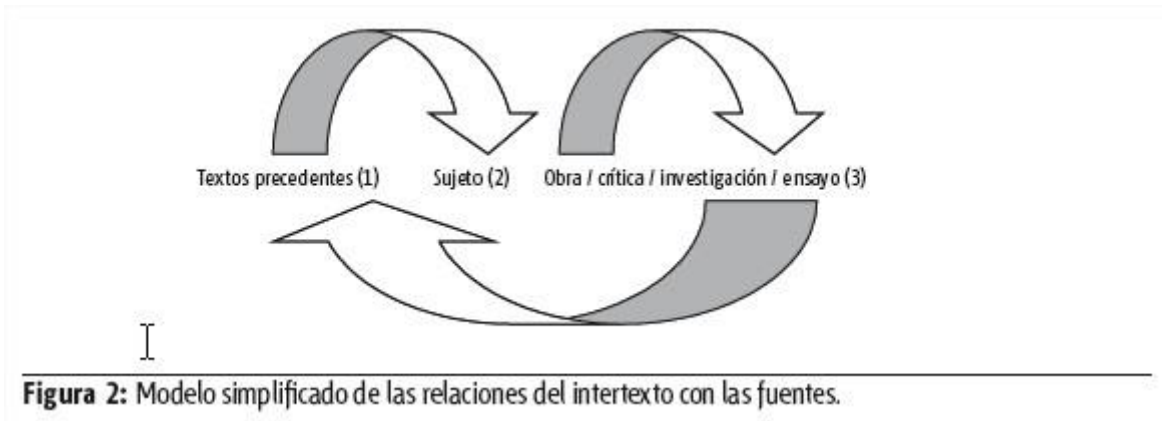 Textos precedentes (1) Sujeto (2) Obra / crítica / investigación / ensayo (3)
Figura 2: Modelo simplificado de las relaciones del intertexto con las fuentes.